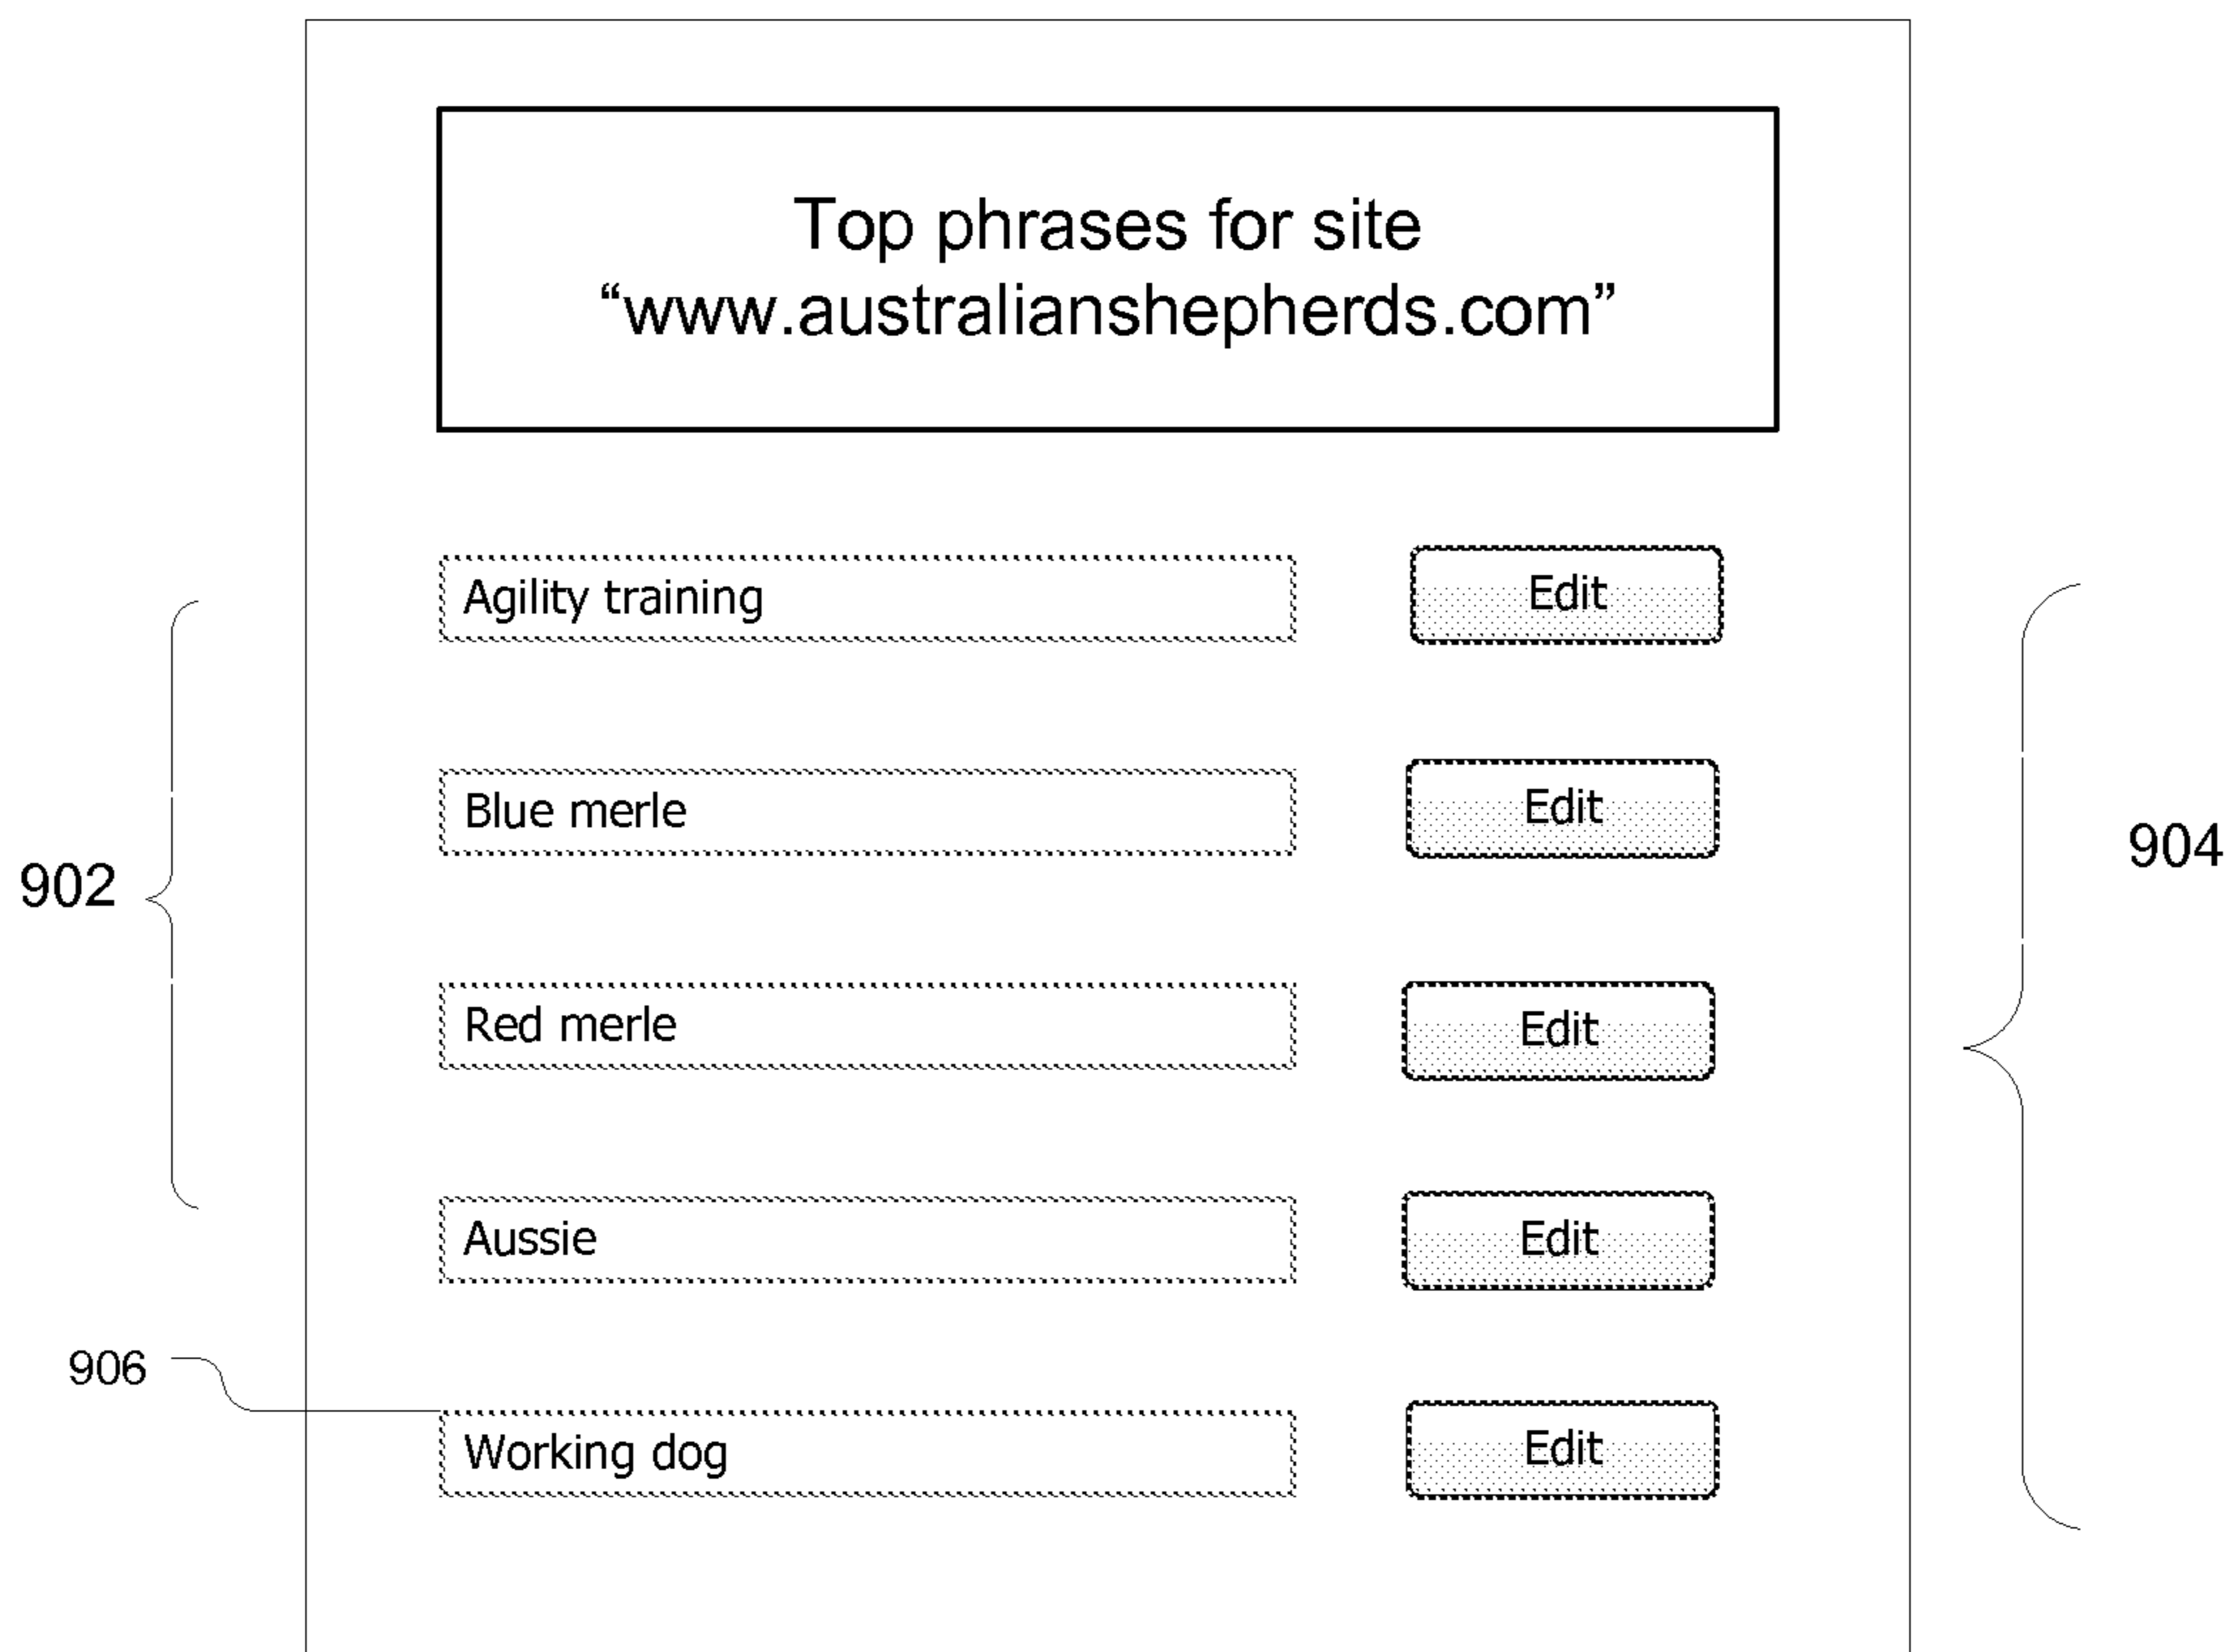 Top phrases for site
“www.australianshepherds.com”
Agility training Edit
Blue merle Edit
904
902
Red merle Edit
Aussie Edit
906
Working dog Edit